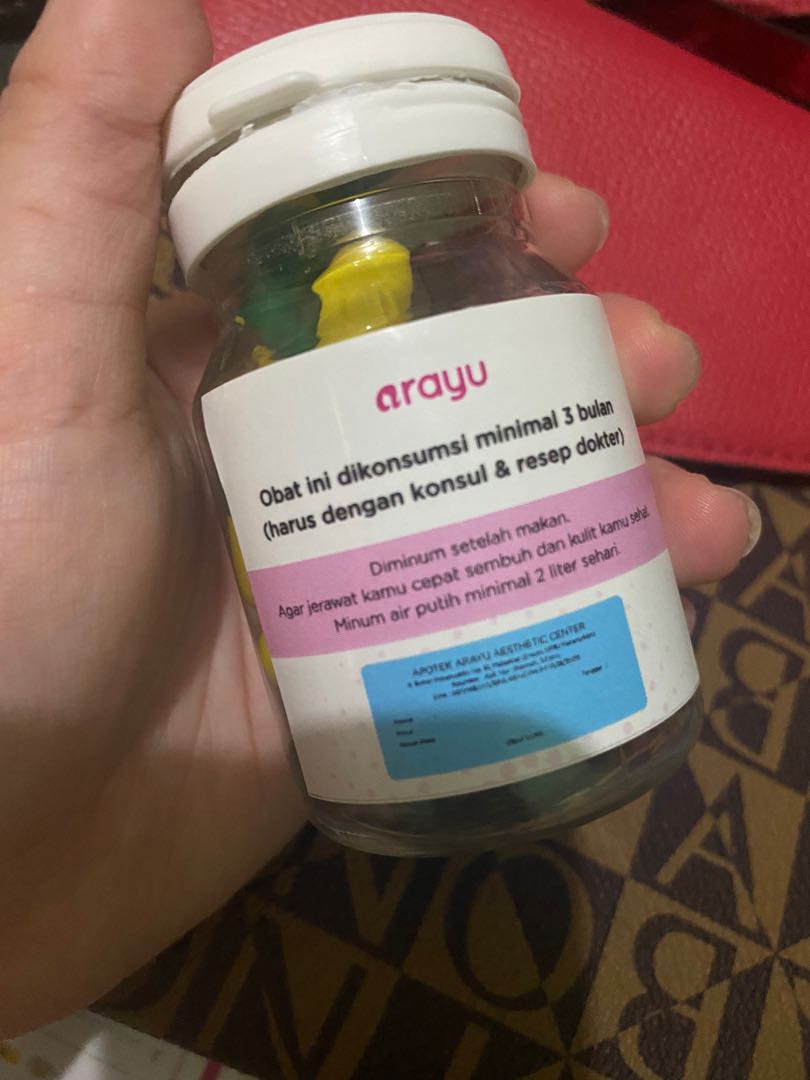 arayu
Obat ini dikonsumsi minimal 3 bulan
(harus dengan konsul & resep dokter)
Diminum setelah makan.
Agar jerawat kamu cepat sembuh dan kulit kamu sehat.
Minum air putih minimal 2 liter sehari.
APOTEK ARAYU AESTHETIC CENTER